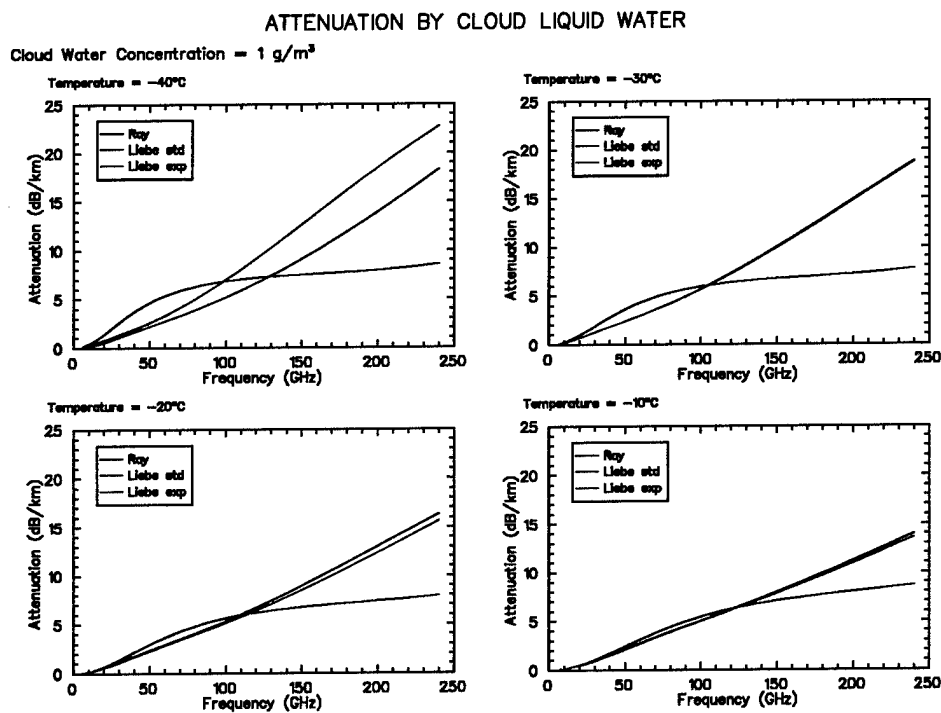 ATTENUATION BY CLOUD LIQUID WATER
Cloud Water Concentration = 1 g/m³
Temperature = -40°C
25
20
15
10
5
0
Attenuation (dB/km)
Ray
Liebe std
Liebe exp
0 50 100 150 200 250
Frequency (GHz)
Temperature = -30°C
25
20
15
10
5
0
Attenuation (dB/km)
Ray
Liebe std
Liebe exp
0 50 100 150 200 250
Frequency (GHz)
Temperature = -20°C
25
20
15
10
5
0
Attenuation (dB/km)
Ray
Liebe std
Liebe exp
0 50 100 150 200 250
Frequency (GHz)
Temperature = -10°C
25
20
15
10
5
0
Attenuation (dB/km)
Ray
Liebe std
Liebe exp
0 50 100 150 200 250
Frequency (GHz)